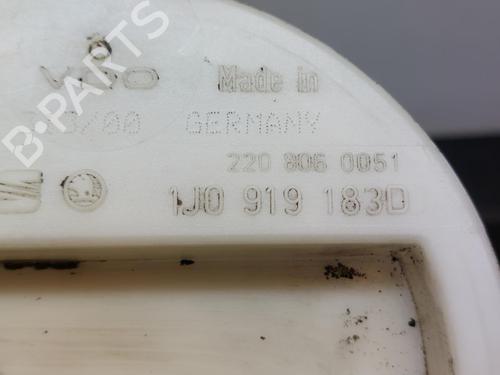 VDO Made in
GERMANY
220 806 0051
1J0 919 183D
B-PARTS